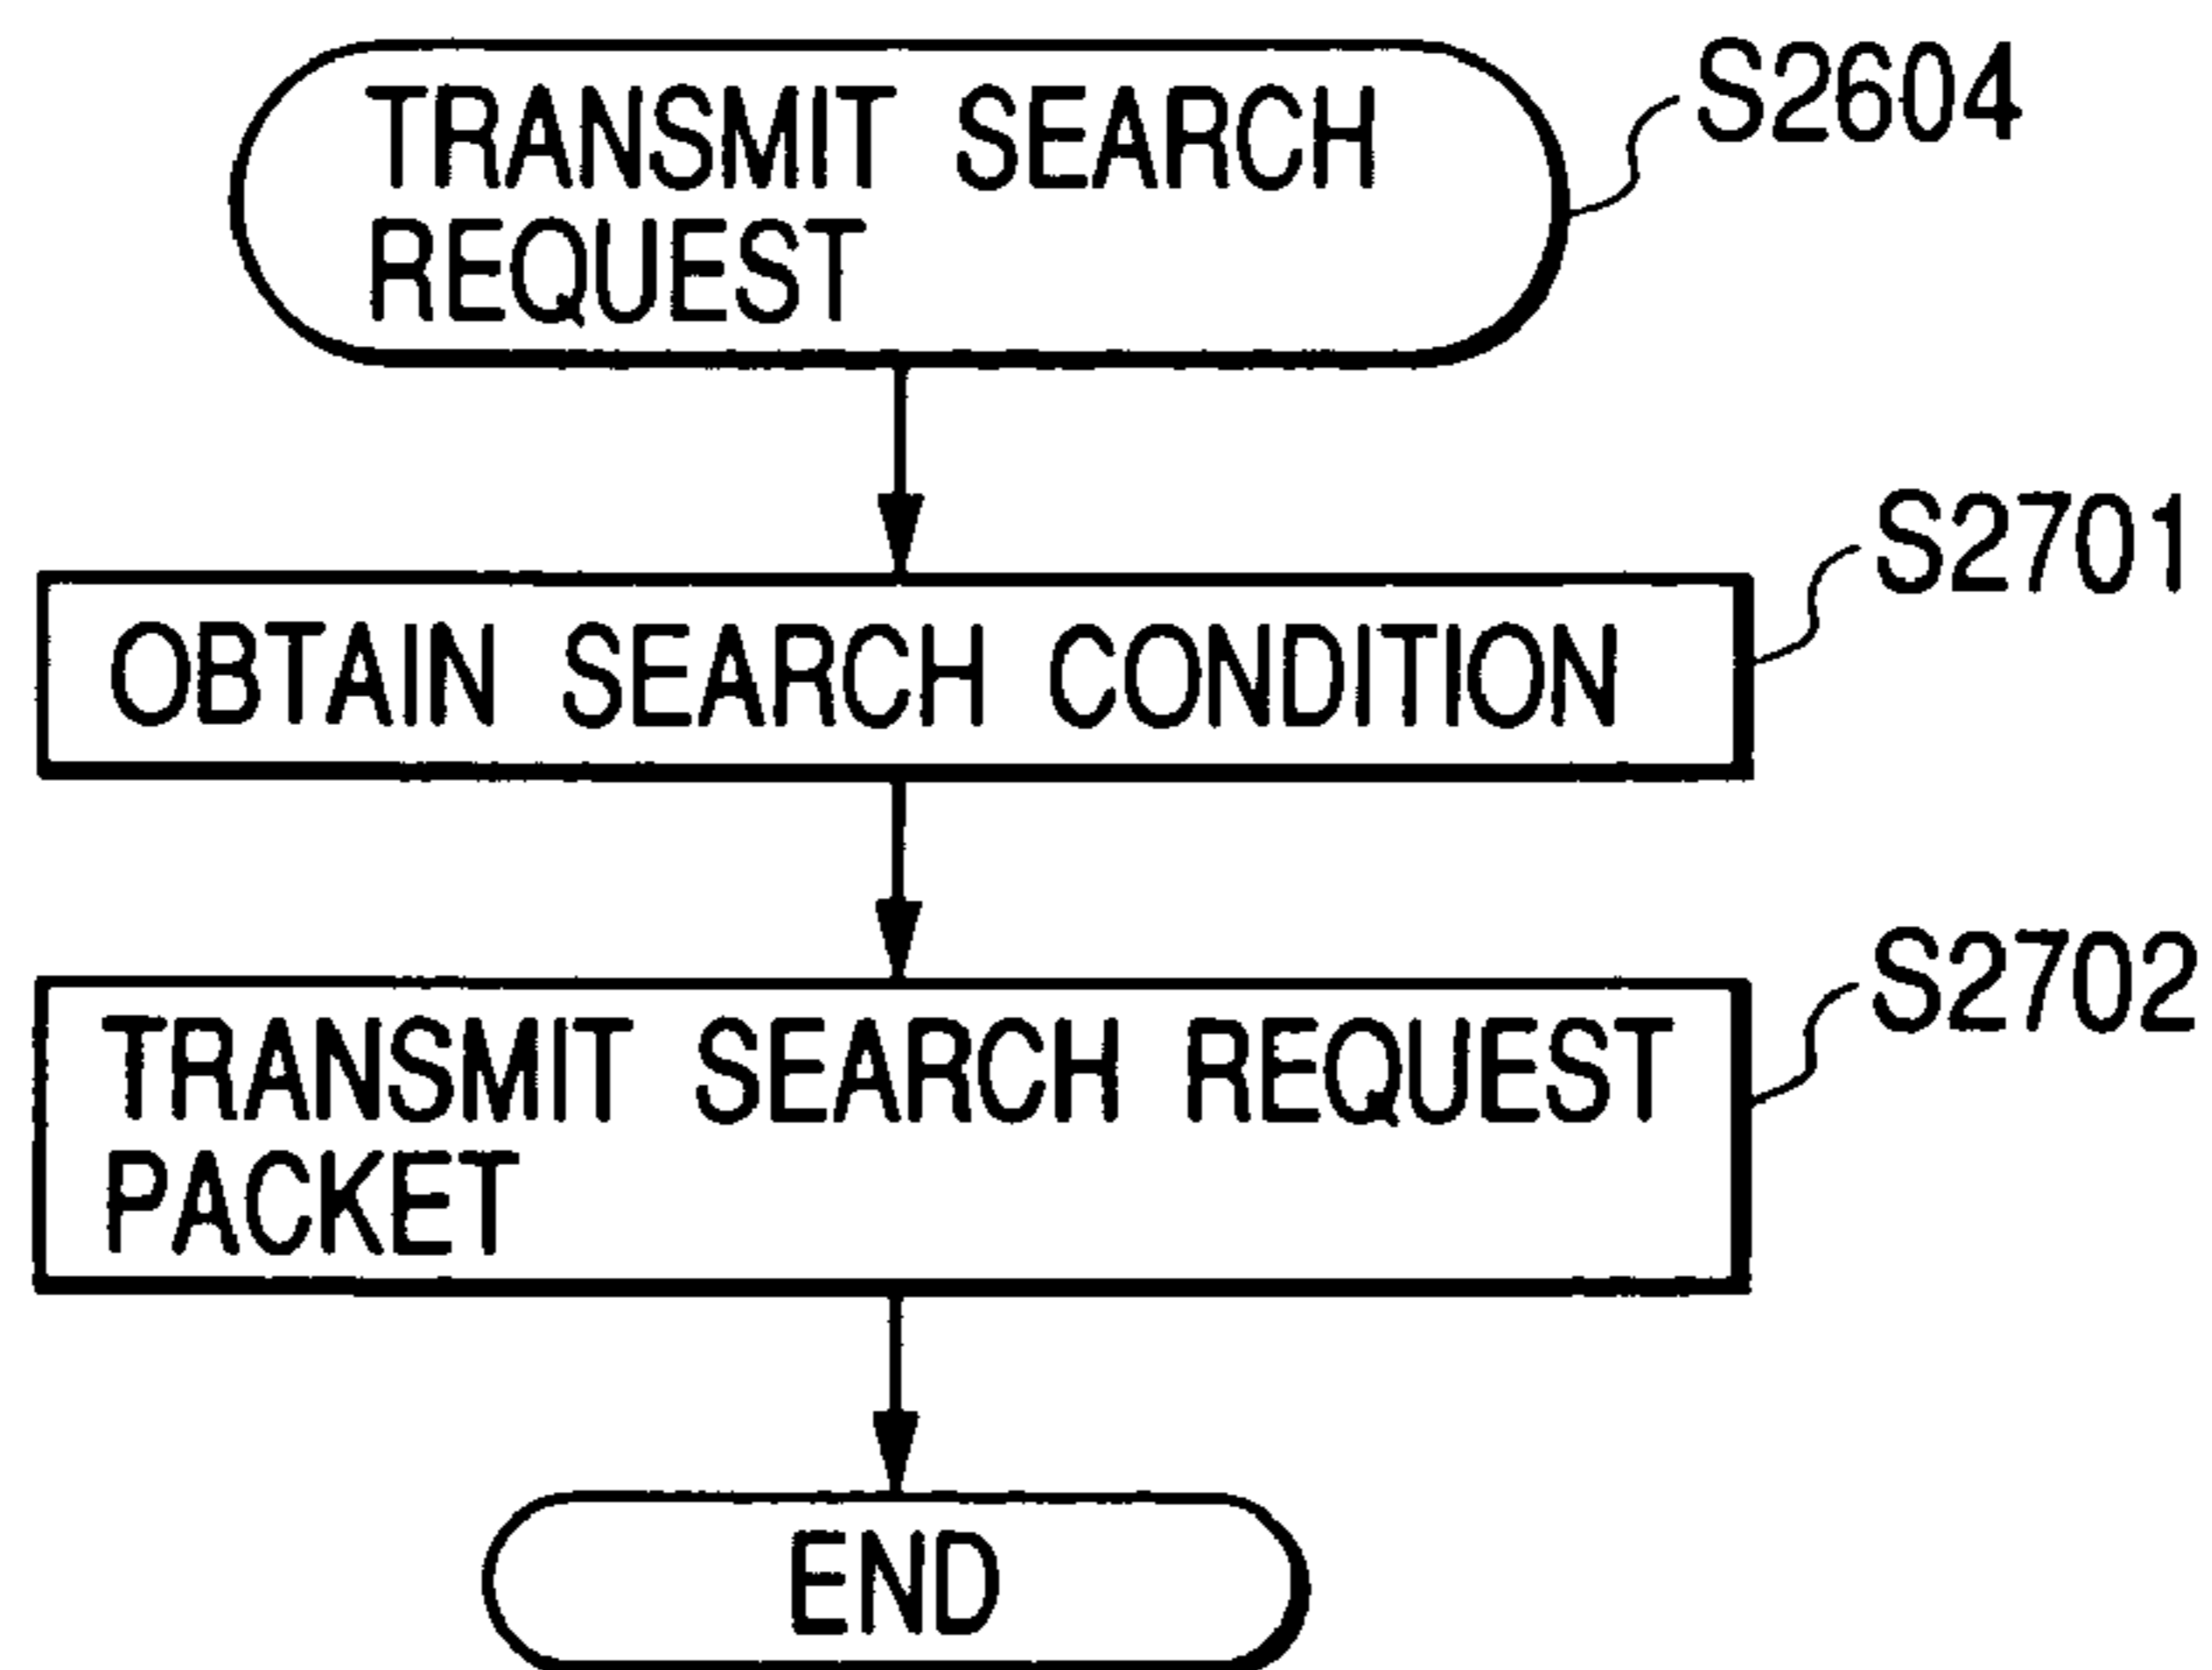 TRANSMIT SEARCH
REQUEST
S2604
OBTAIN SEARCH CONDITION
S2701
TRANSMIT SEARCH REQUEST
PACKET
S2702
END